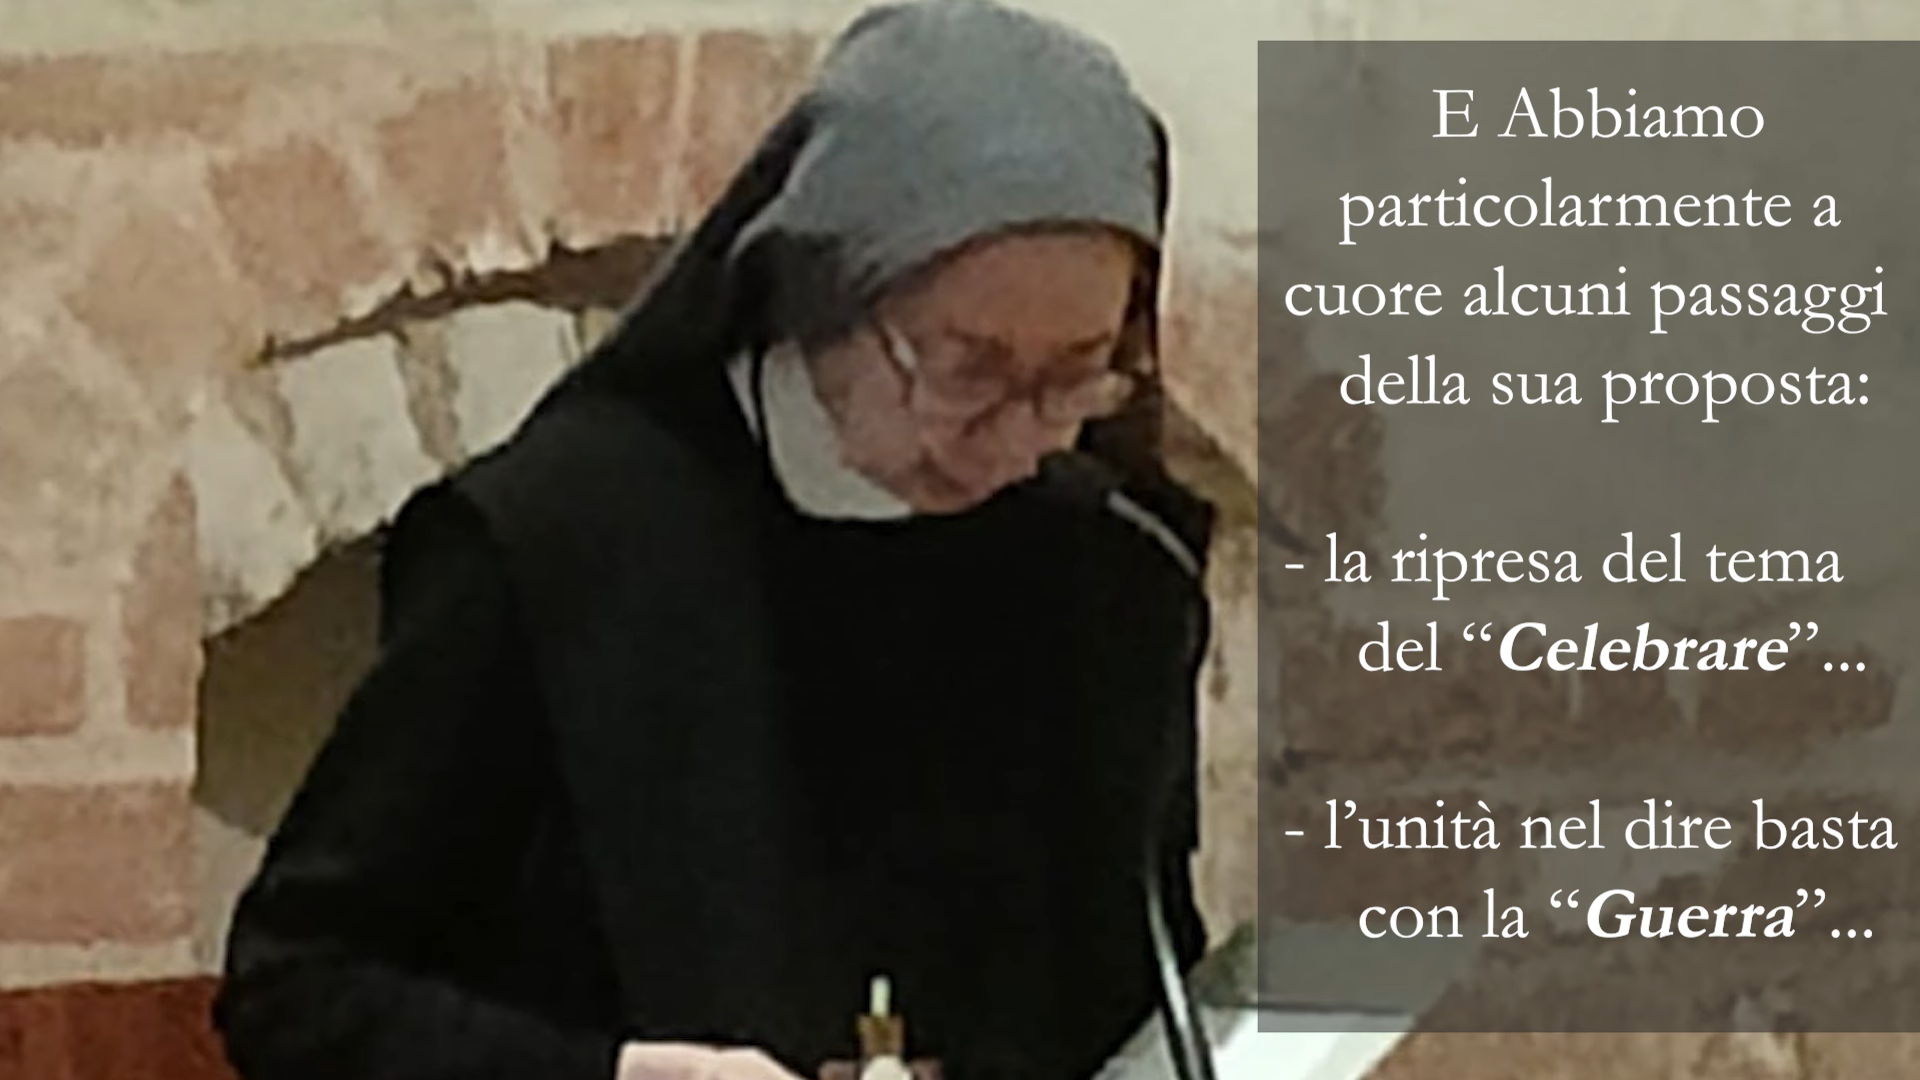 E Abbiamo
particolarmente a
cuore alcuni passaggi
della sua proposta:
- la ripresa del tema
del “Celebrare”...
- l’unità nel dire basta
con la “Guerra”...